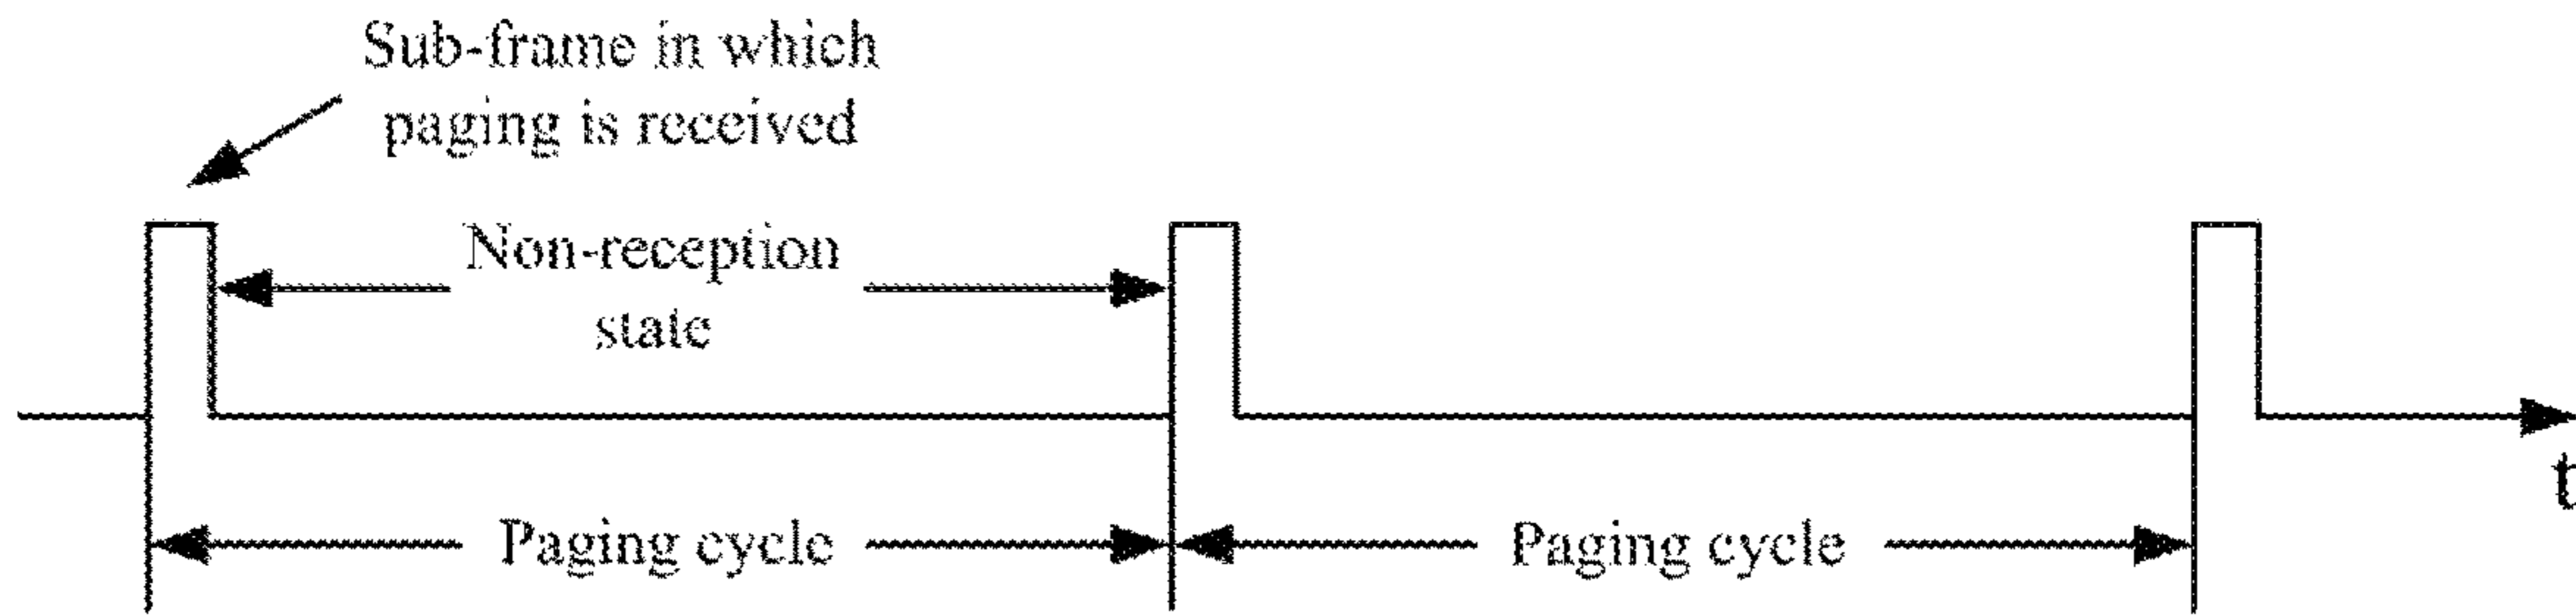 Sub-frame in which
paging is received
Non-reception
state
t
Paging cycle
Paging cycle